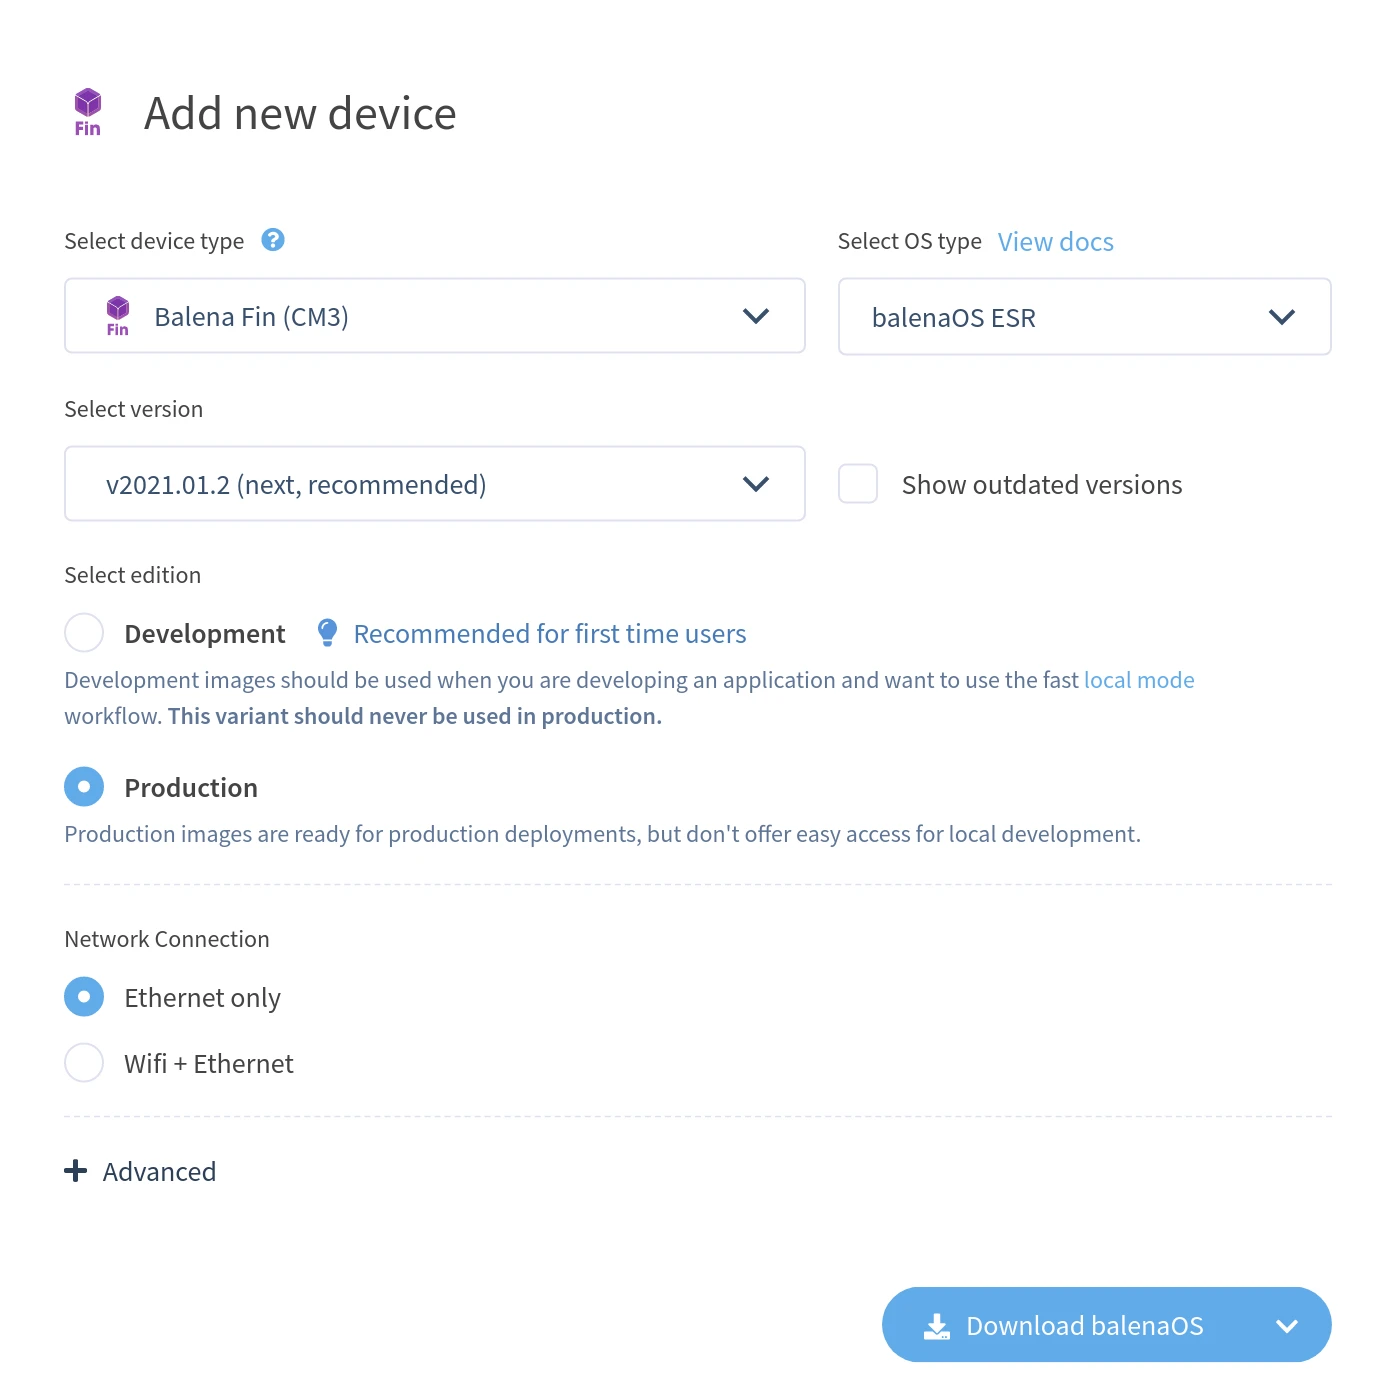 Fin
Add new device
Select device type ?
Select OS type View docs
Fin
Balena Fin (CM3)
balenaOS ESR
Select version
v2021.01.2 (next, recommended)
Show outdated versions
Select edition
Development Recommended for first time users
Development images should be used when you are developing an application and want to use the fast local mode
workflow. This variant should never be used in production.
Production
Production images are ready for production deployments, but don't offer easy access for local development.
Network Connection
Ethernet only
Wifi + Ethernet
Advanced
Download balenaOS